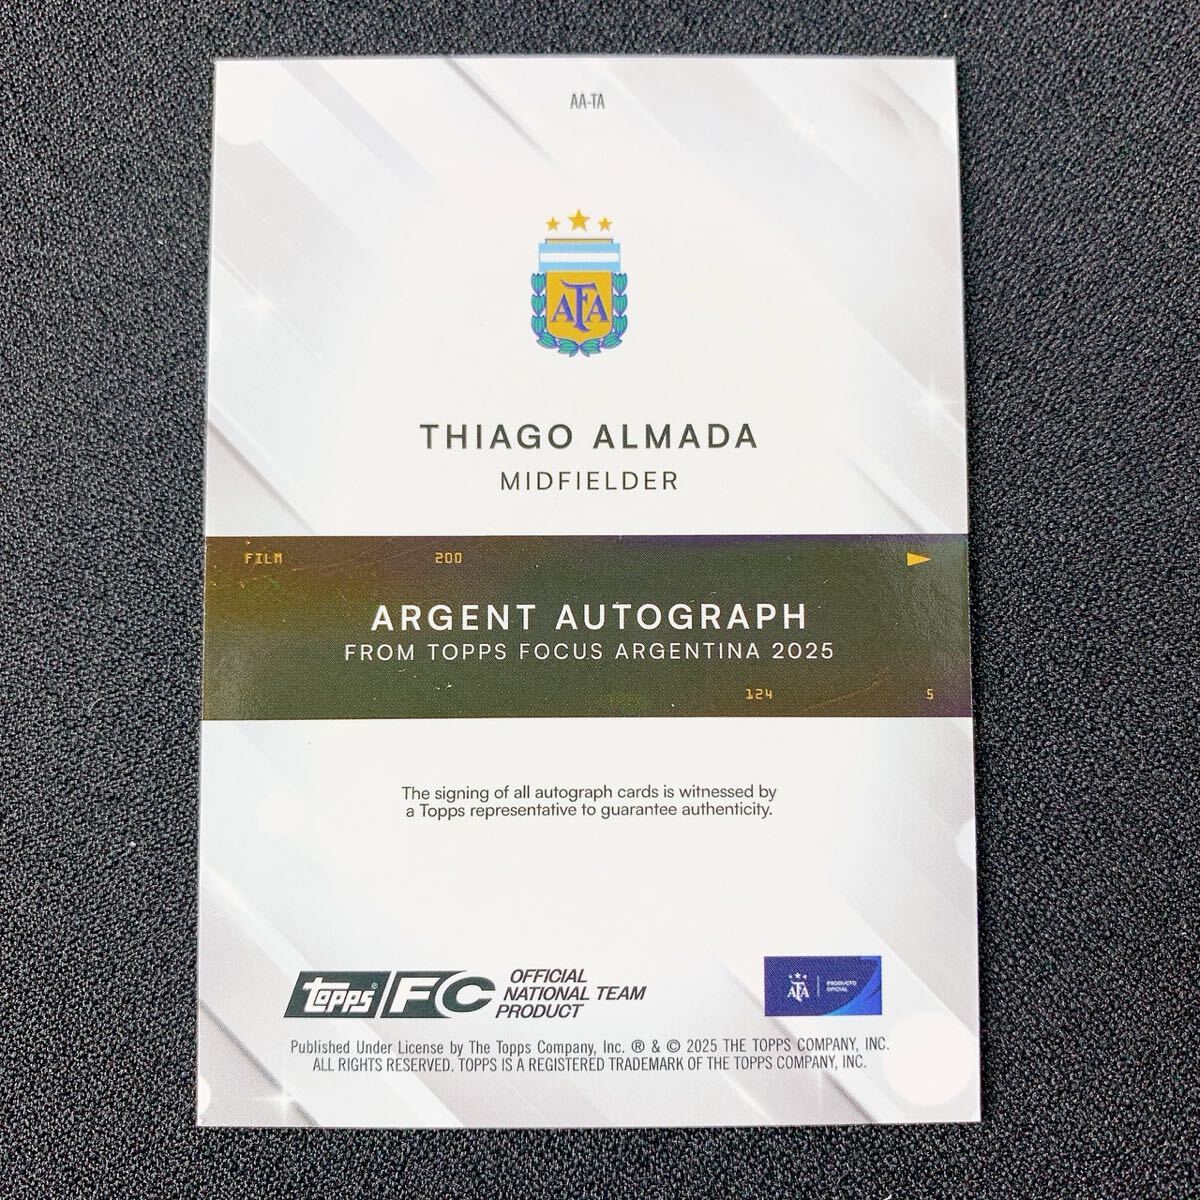 AA-TA
AFA
THIAGO ALMADA
MIDFIELDER
FILM 200
ARGENT AUTOGRAPH
FROM TOPPS FOCUS ARGENTINA 2025
124 5
The signing of all autograph cards is witnessed by
a Topps representative to guarantee authenticity.
topps® FC
OFFICIAL
NATIONAL TEAM
PRODUCT
AFA
PRODUCTO
OFICIAL
Published Under License by The Topps Company, Inc. ® & © 2025 THE TOPPS COMPANY, INC.
ALL RIGHTS RESERVED. TOPPS IS A REGISTERED TRADEMARK OF THE TOPPS COMPANY, INC.